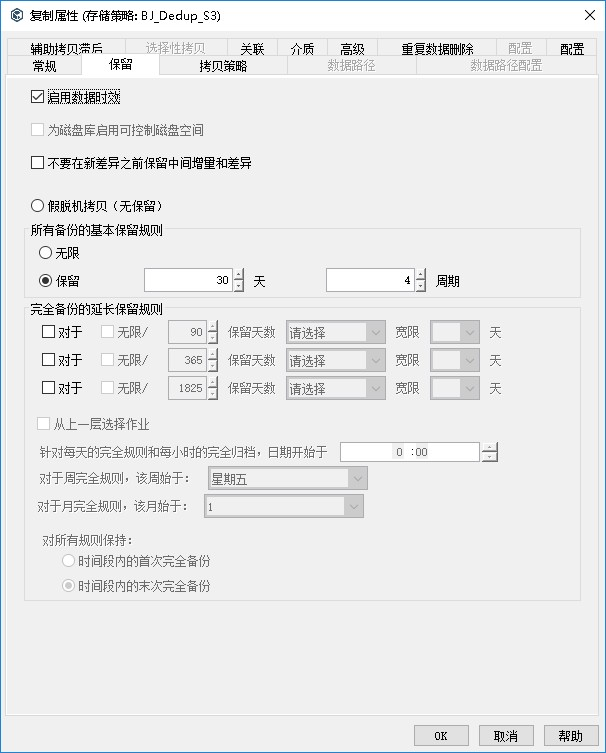 复制属性 (存储策略: BJ_Dedup_S3)
辅助拷贝滞后 选择性拷贝 关联 介质 高级 重复数据删除 配置 配置
常规 保留 拷贝策略 数据路径 数据路径配置
启用数据时效
为磁盘库启用可控制磁盘空间
不要在新差异之前保留中间增量和差异
假脱机拷贝（无保留）
所有备份的基本保留规则
无限
保留 30 天 4 周期
完全备份的延长保留规则
对于 无限/ 90 保留天数 请选择 宽限 天
对于 无限/ 365 保留天数 请选择 宽限 天
对于 无限/ 1825 保留天数 请选择 宽限 天
从上一层选择作业
针对每天的完全规则和每小时的完全归档，日期开始于 0 :00
对于周完全规则，该周始于： 星期五
对于月完全规则，该月始于： 1
对所有规则保持：
时间段内的首次完全备份
时间段内的末次完全备份
OK 取消 帮助